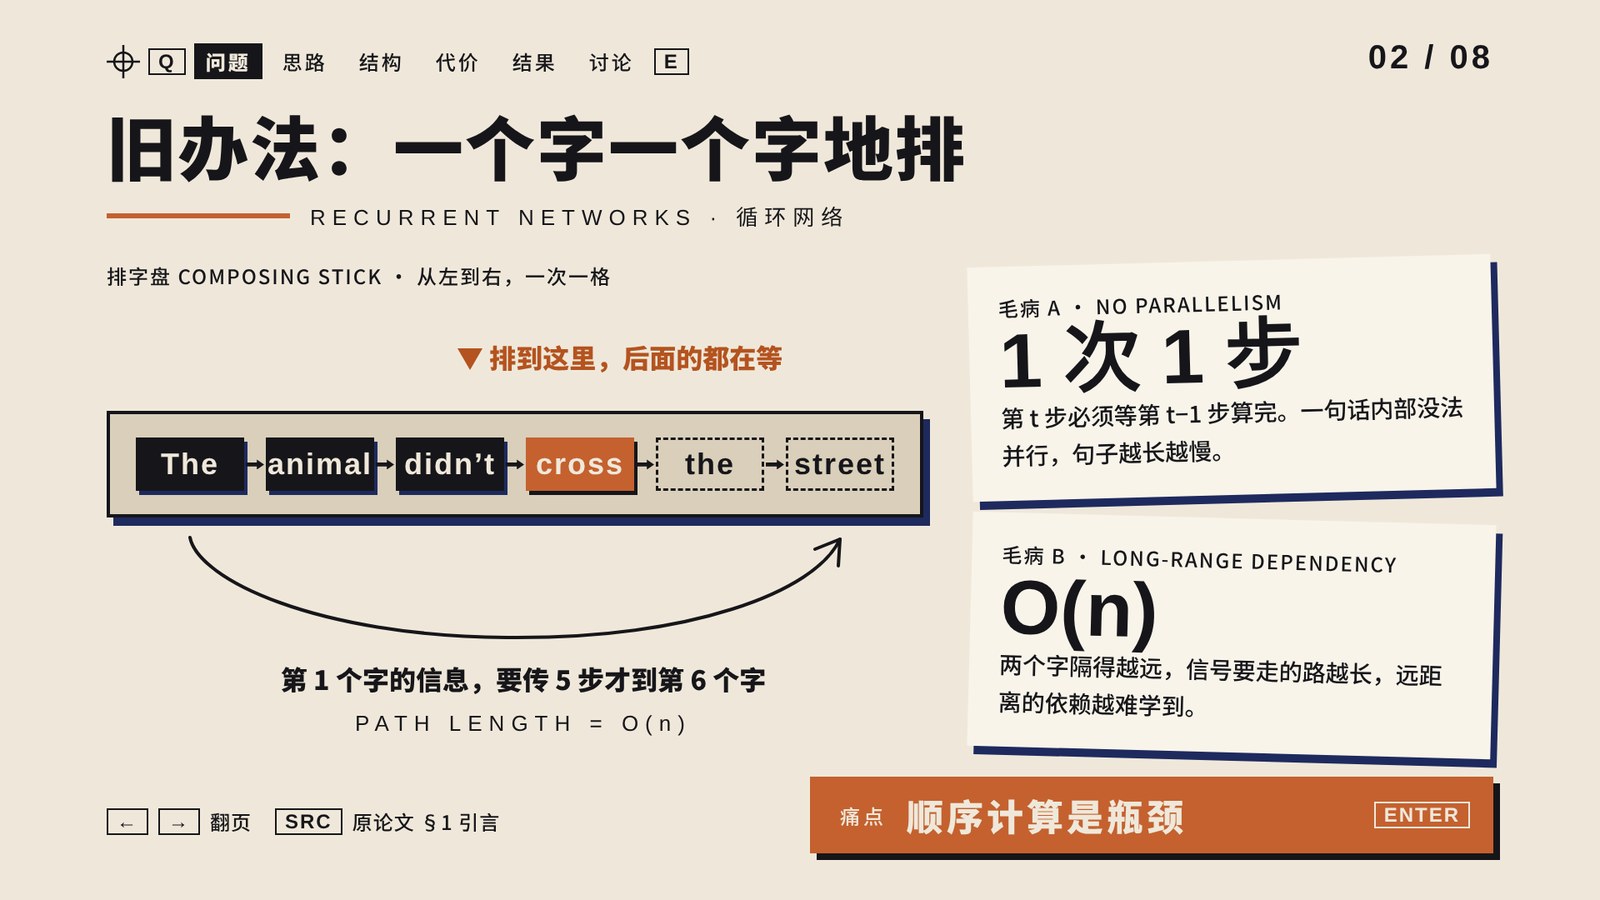 Q 问题 思路 结构 代价 结果 讨论 E
02 / 08
旧办法：一个字一个字地排
RECURRENT NETWORKS · 循环网络
排字盘 COMPOSING STICK · 从左到右，一次一格
▼ 排到这里，后面的都在等
The animal didn’t cross the street
第 1 个字的信息，要传 5 步才到第 6 个字
PATH LENGTH = O(n)
毛病 A · NO PARALLELISM
1 次 1 步
第 t 步必须等第 t−1 步算完。一句话内部没法
并行，句子越长越慢。
毛病 B · LONG-RANGE DEPENDENCY
O(n)
两个字隔得越远，信号要走的路越长，远距
离的依赖越难学到。
← → 翻页 SRC 原论文 §1 引言
痛点 顺序计算是瓶颈 ENTER